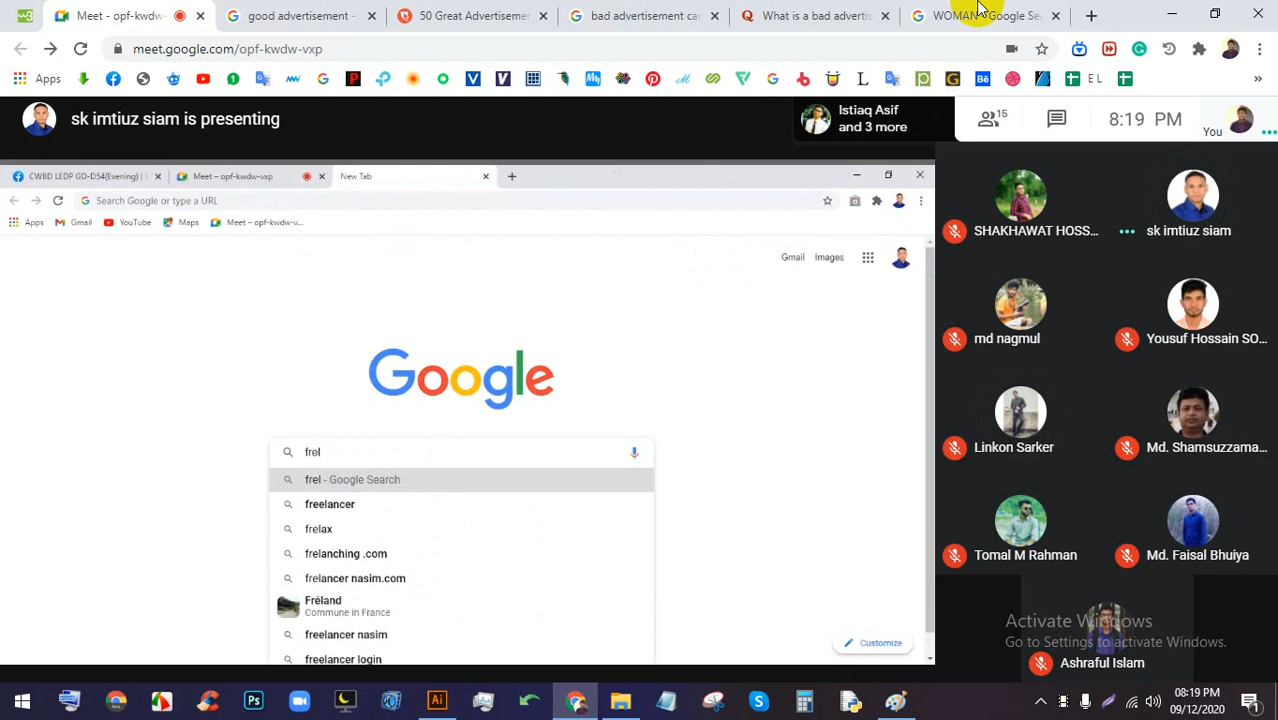 Meet – opf-kwdw-
good advertisement -
50 Great Advertisemen
bad advertisement ca
What is a bad advertis
WOMAN - Google Sea
meet.google.com/opf-kwdw-vxp
Apps
EL
sk imtiuz siam is presenting
Istiaq Asif
and 3 more
15
8:19 PM
You
CWBD LEDP GD-D54(Evening) |
Meet – opf-kwdw-vxp
New Tab
Search Google or type a URL
Apps
Gmail
YouTube
Maps
Meet – opf-kwdw-v...
Gmail
Images
Google
frel
frel - Google Search
freelancer
frelax
frelanching .com
frelancer nasim.com
Fréland
Commune in France
freelancer nasim
freelancer login
Customize
SHAKHAWAT HOSS...
sk imtiuz siam
md nagmul
Yousuf Hossain SO...
Linkon Sarker
Md. Shamsuzzama...
Tomal M Rahman
Md. Faisal Bhuiya
Ashraful Islam
Activate Windows
Go to Settings to activate Windows.
08:19 PM
09/12/2020